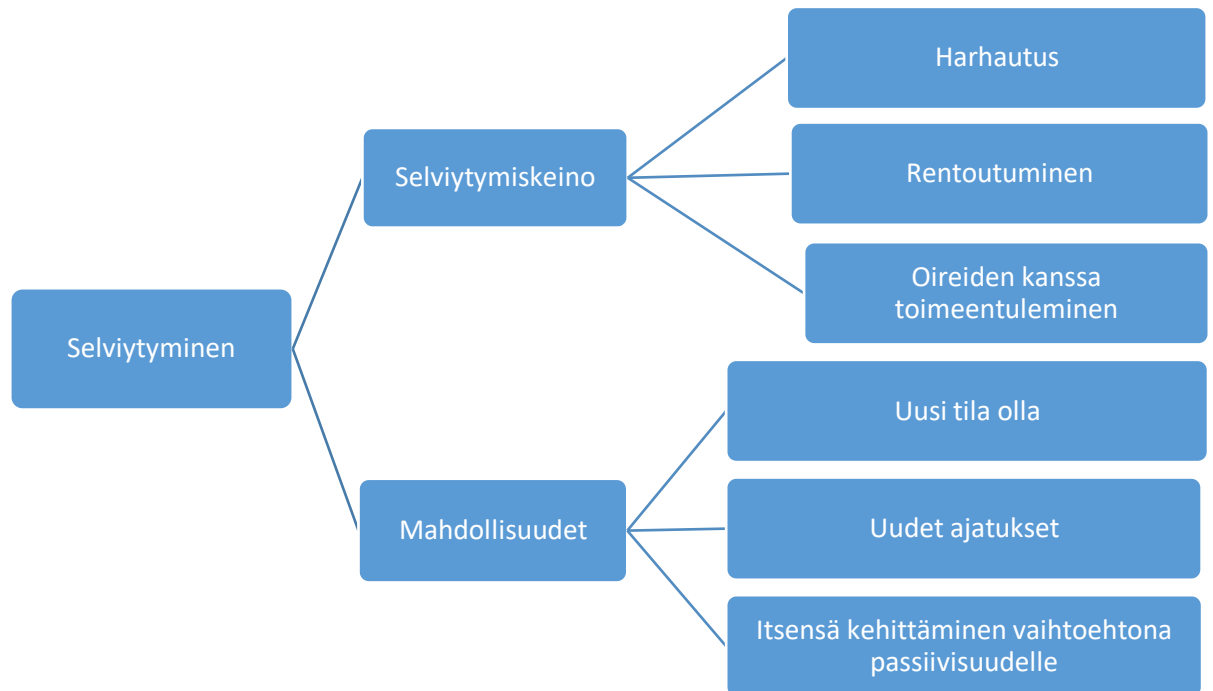 Selviytyminen
Selviytymiskeino
Harhautus
Rentoutuminen
Oireiden kanssa
toimeentuleminen
Mahdollisuudet
Uusi tila olla
Uudet ajatukset
Itsensä kehittäminen vaihtoehtona
passiivisuudelle